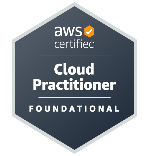 aws
certified
Cloud
Practitioner
FOUNDATIONAL